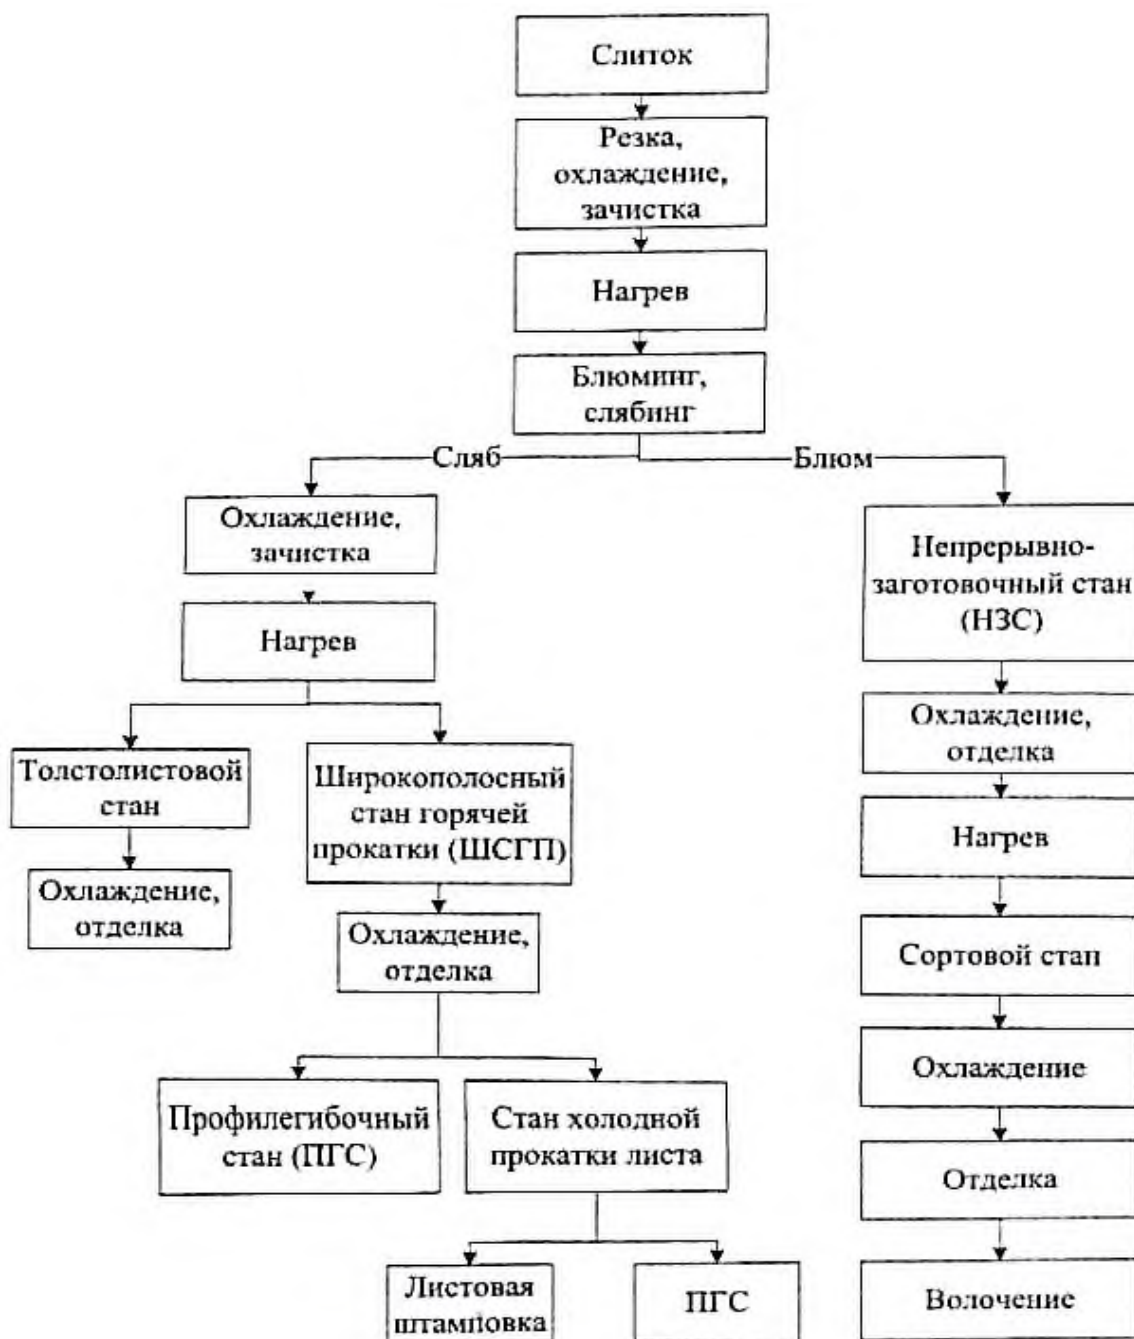 Слиток
Резка,
охлаждение,
зачистка
Нагрев
Блюминг,
слябинг
Сляб
Блюм
Охлаждение,
зачистка
Нагрев
Толстолистовой
стан
Охлаждение,
отделка
Широкополосный
стан горячей
прокатки (ШСГП)
Охлаждение,
отделка
Профилегибочный
стан (ПГС)
Стан холодной
прокатки листа
Листовая
штамповка
ПГС
Непрерывно-
заготовочный стан
(НЗС)
Охлаждение,
отделка
Нагрев
Сортовой стан
Охлаждение
Отделка
Волочение